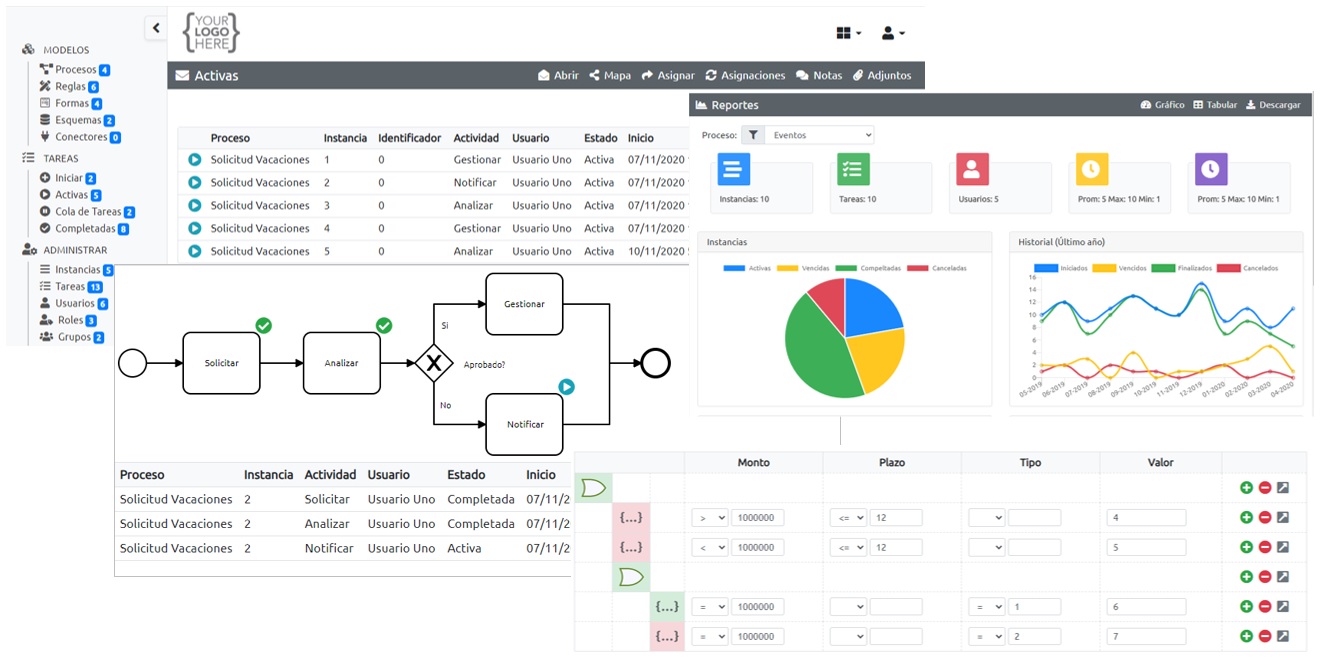 YOUR
LOGO
HERE
MODELOS
Procesos 4
Reglas 6
Formas 4
Esquemas 2
Conectores 0
TAREAS
Iniciar 2
Activas 5
Cola de Tareas 2
Completadas 8
ADMINISTRAR
Instancias 5
Tareas 13
Usuarios 6
Roles 3
Grupos 2
Activas Abrir Mapa Asignar Asignaciones Notas Adjuntos
Proceso Instancia Identificador Actividad Usuario Estado Inicio
Solicitud Vacaciones 1 0 Gestionar Usuario Uno Activa 07/11/2020
Solicitud Vacaciones 2 0 Notificar Usuario Uno Activa 07/11/2020
Solicitud Vacaciones 3 0 Analizar Usuario Uno Activa 07/11/2020
Solicitud Vacaciones 4 0 Gestionar Usuario Uno Activa 07/11/2020
Solicitud Vacaciones 5 0 Analizar Usuario Uno Activa 10/11/2020
Reportes Gráfico Tabular Descargar
Proceso: Eventos
Instancias: 10 Tareas: 10 Usuarios: 5 Prom: 5 Max: 10 Min: 1 Prom: 5 Max: 10 Min: 1
Instancias
Activas Vencidas Compeltadas Canceladas
Historial (Último año)
Iniciados Vencidos Finalizados Cancelados
16
14
12
10
8
6
4
2
0
05-2019 06-2019 07-2019 08-2019 09-2019 10-2019 11-2019 12-2019 01-2020 02-2020 03-2020 04-2020
Solicitar
Analizar
Si
Aprobado?
No
Gestionar
Notificar
Proceso Instancia Actividad Usuario Estado Inicio
Solicitud Vacaciones 2 Solicitar Usuario Uno Completada 07/11/2
Solicitud Vacaciones 2 Analizar Usuario Uno Completada 07/11/2
Solicitud Vacaciones 2 Notificar Usuario Uno Activa 07/11/2
Monto Plazo Tipo Valor
{...} > 1000000 <= 12 4
{...} < 1000000 <= 12 5
{...} = 1000000 = 1 6
{...} = 1000000 = 2 7